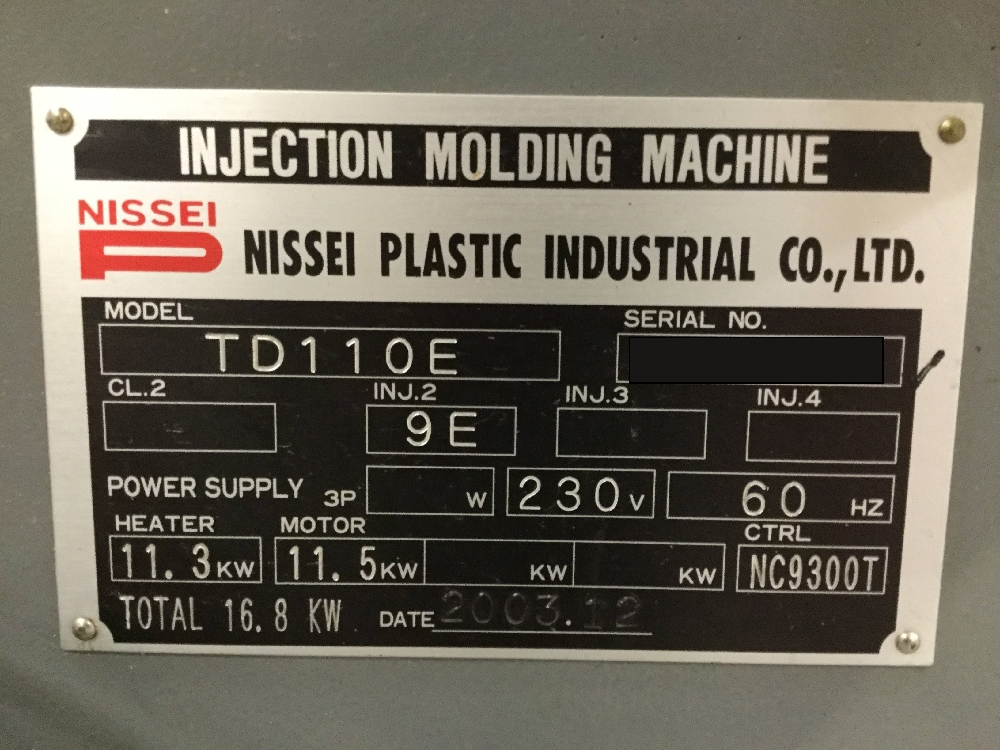 INJECTION MOLDING MACHINE
NISSEI
NISSEI PLASTIC INDUSTRIAL CO.,LTD.
MODEL SERIAL NO.
TD110E
CL.2 INJ.2 INJ.3 INJ.4
9E
POWER SUPPLY 3P W 230V 60 HZ
HEATER MOTOR CTRL
11.3KW 11.5KW KW KW NC9300T
TOTAL 16.8 KW DATE 2003.12